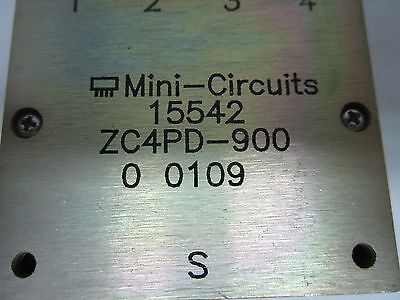 1 2 3 4
Mini-Circuits
15542
ZC4PD-900
0 0109
S